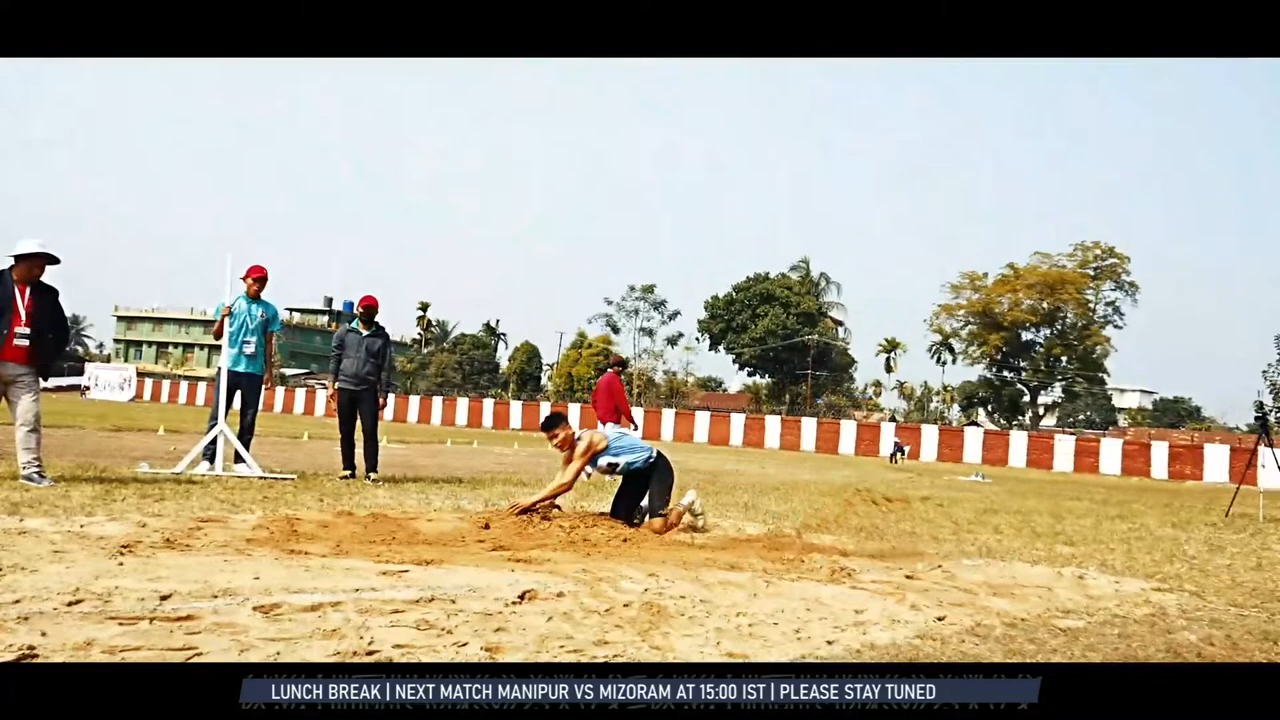 LUNCH BREAK | NEXT MATCH MANIPUR VS MIZORAM AT 15:00 IST | PLEASE STAY TUNED